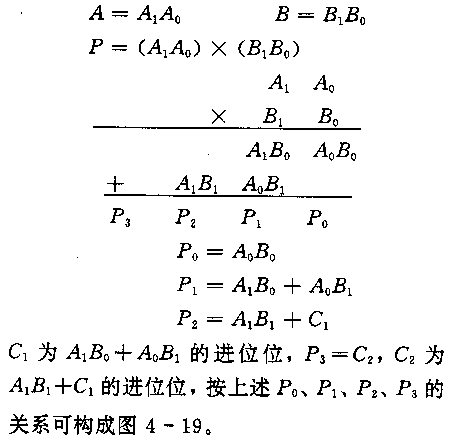 A = A₁A₀ B = B₁B₀
P = (A₁A₀) × (B₁B₀)
A₁ A₀
× B₁ B₀
A₁B₀ A₀B₀
+ A₁B₁ A₀B₁
P₃ P₂ P₁ P₀
P₀ = A₀B₀
P₁ = A₁B₀ + A₀B₁
P₂ = A₁B₁ + C₁
C₁ 为 A₁B₀+A₀B₁ 的进位位，P₃=C₂，C₂ 为
A₁B₁+C₁ 的进位位，按上述 P₀、P₁、P₂、P₃ 的
关系可构成图 4-19。